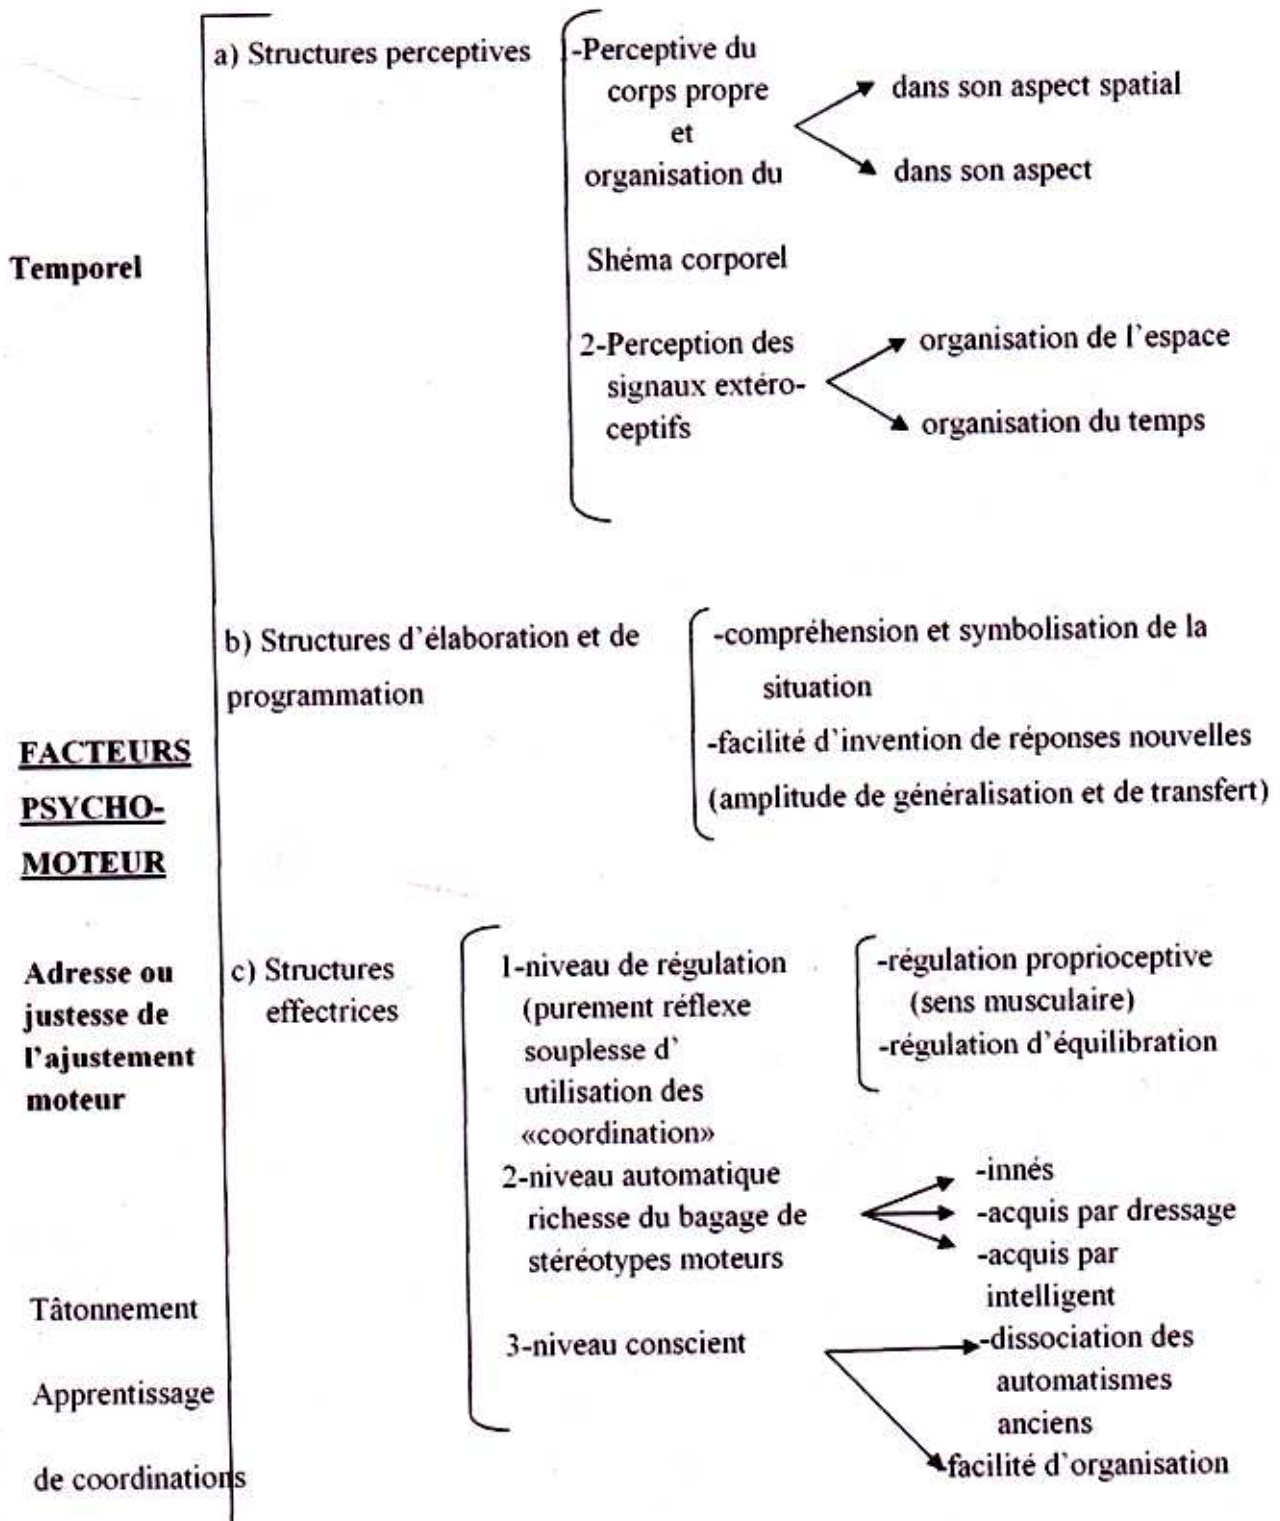 a) Structures perceptives
-Perceptive du
corps propre
et
organisation du
Shéma corporel
dans son aspect spatial
dans son aspect
Temporel
2-Perception des
signaux extéro-
ceptifs
organisation de l'espace
organisation du temps
b) Structures d'élaboration et de
programmation
-compréhension et symbolisation de la
situation
-facilité d'invention de réponses nouvelles
(amplitude de généralisation et de transfert)
FACTEURS
PSYCHO-
MOTEUR
Adresse ou
justesse de
l'ajustement
moteur
c) Structures
effectrices
1-niveau de régulation
(purement réflexe
souplesse d'
utilisation des
«coordination»
-régulation proprioceptive
(sens musculaire)
-régulation d'équilibration
2-niveau automatique
richesse du bagage de
stéréotypes moteurs
-innés
-acquis par dressage
-acquis par
intelligent
3-niveau conscient
-dissociation des
automatismes
anciens
facilité d'organisation
Tâtonnement
Apprentissage
de coordinations